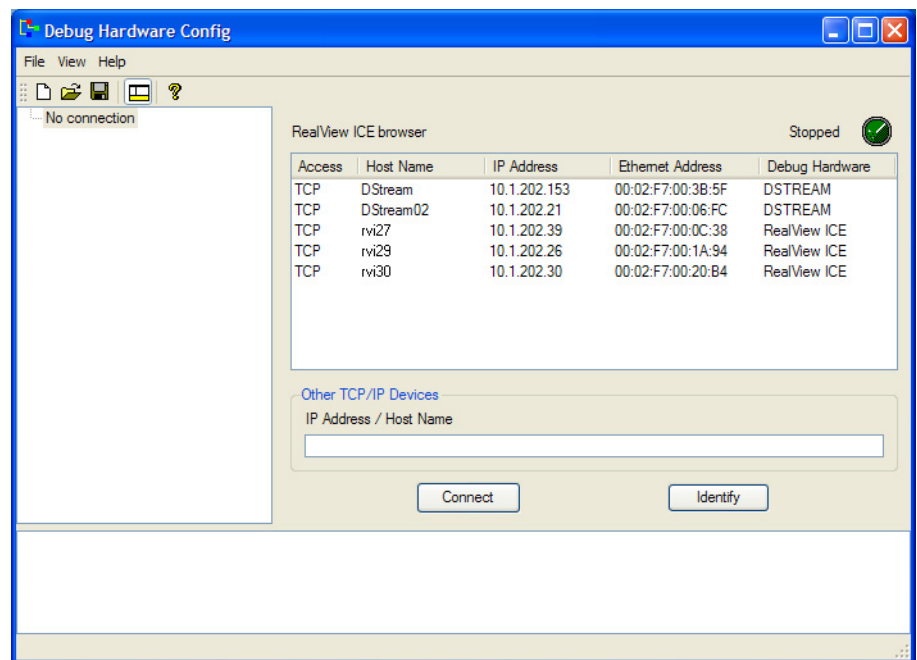 Debug Hardware Config
File View Help
No connection
RealView ICE browser Stopped
Access Host Name IP Address Ethernet Address Debug Hardware
TCP DStream 10.1.202.153 00:02:F7:00:3B:5F DSTREAM
TCP DStream02 10.1.202.21 00:02:F7:00:06:FC DSTREAM
TCP rvi27 10.1.202.39 00:02:F7:00:0C:38 RealView ICE
TCP rvi29 10.1.202.26 00:02:F7:00:1A:94 RealView ICE
TCP rvi30 10.1.202.30 00:02:F7:00:20:B4 RealView ICE
Other TCP/IP Devices
IP Address / Host Name
Connect Identify